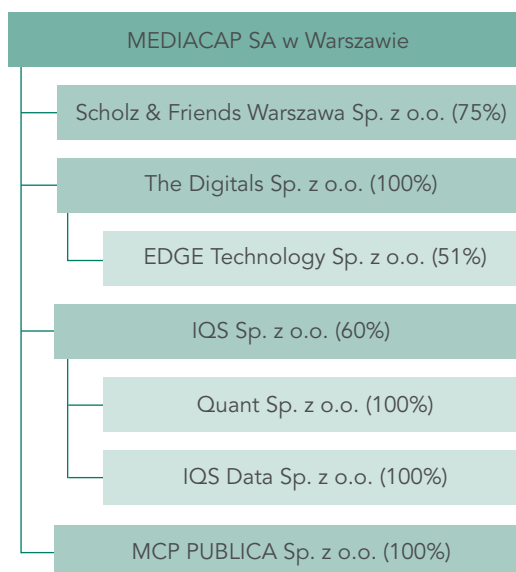 MEDIACAP SA w Warszawie
Scholz & Friends Warszawa Sp. z o.o. (75%)
The Digitals Sp. z o.o. (100%)
EDGE Technology Sp. z o.o. (51%)
IQS Sp. z o.o. (60%)
Quant Sp. z o.o. (100%)
IQS Data Sp. z o.o. (100%)
MCP PUBLICA Sp. z o.o. (100%)